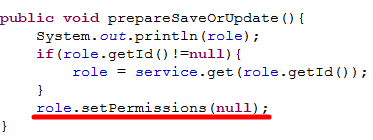 public void prepareSaveOrUpdate(){
System.out.println(role);
if(role.getId()!=null){
role = service.get(role.getId());
}
role.setPermissions(null);
}